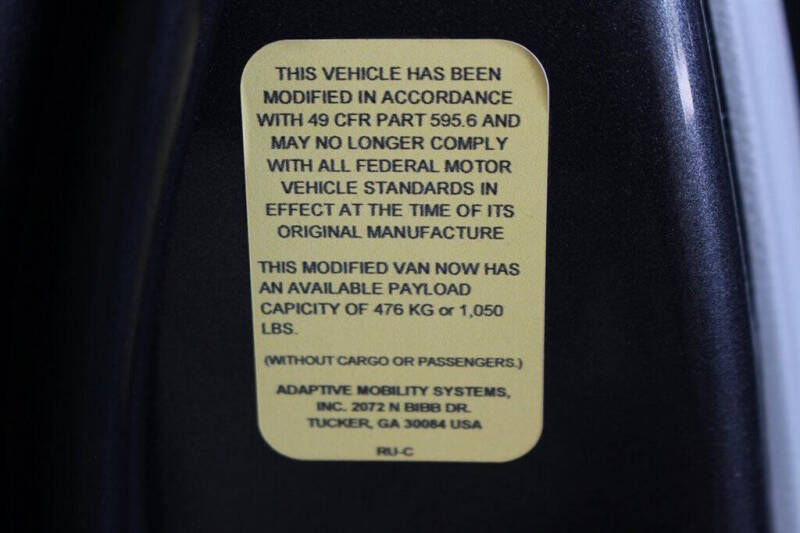 THIS VEHICLE HAS BEEN
MODIFIED IN ACCORDANCE
WITH 49 CFR PART 595.6 AND
MAY NO LONGER COMPLY
WITH ALL FEDERAL MOTOR
VEHICLE STANDARDS IN
EFFECT AT THE TIME OF ITS
ORIGINAL MANUFACTURE
THIS MODIFIED VAN NOW HAS
AN AVAILABLE PAYLOAD
CAPICITY OF 476 KG or 1,050
LBS.
(WITHOUT CARGO OR PASSENGERS.)
ADAPTIVE MOBILITY SYSTEMS,
INC. 2072 N BIBB DR.
TUCKER, GA 30084 USA
RU-C